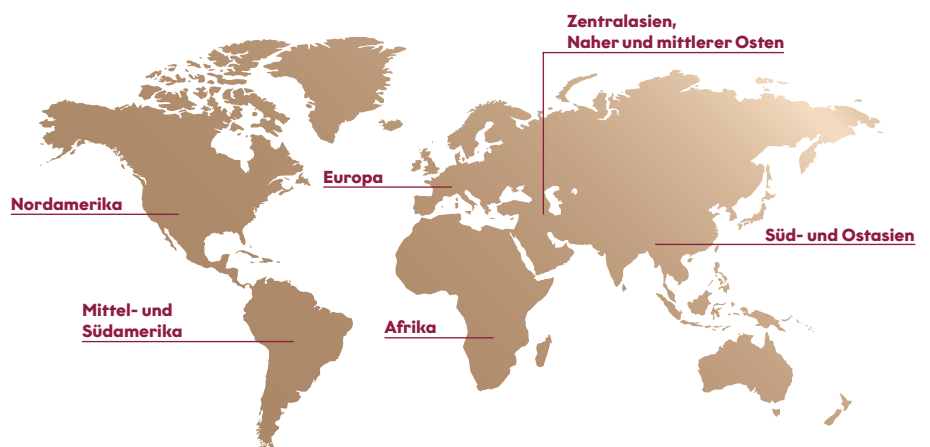 Zentralasien,
Naher und mittlerer Osten
Europa
Nordamerika
Süd- und Ostasien
Mittel- und
Südamerika
Afrika